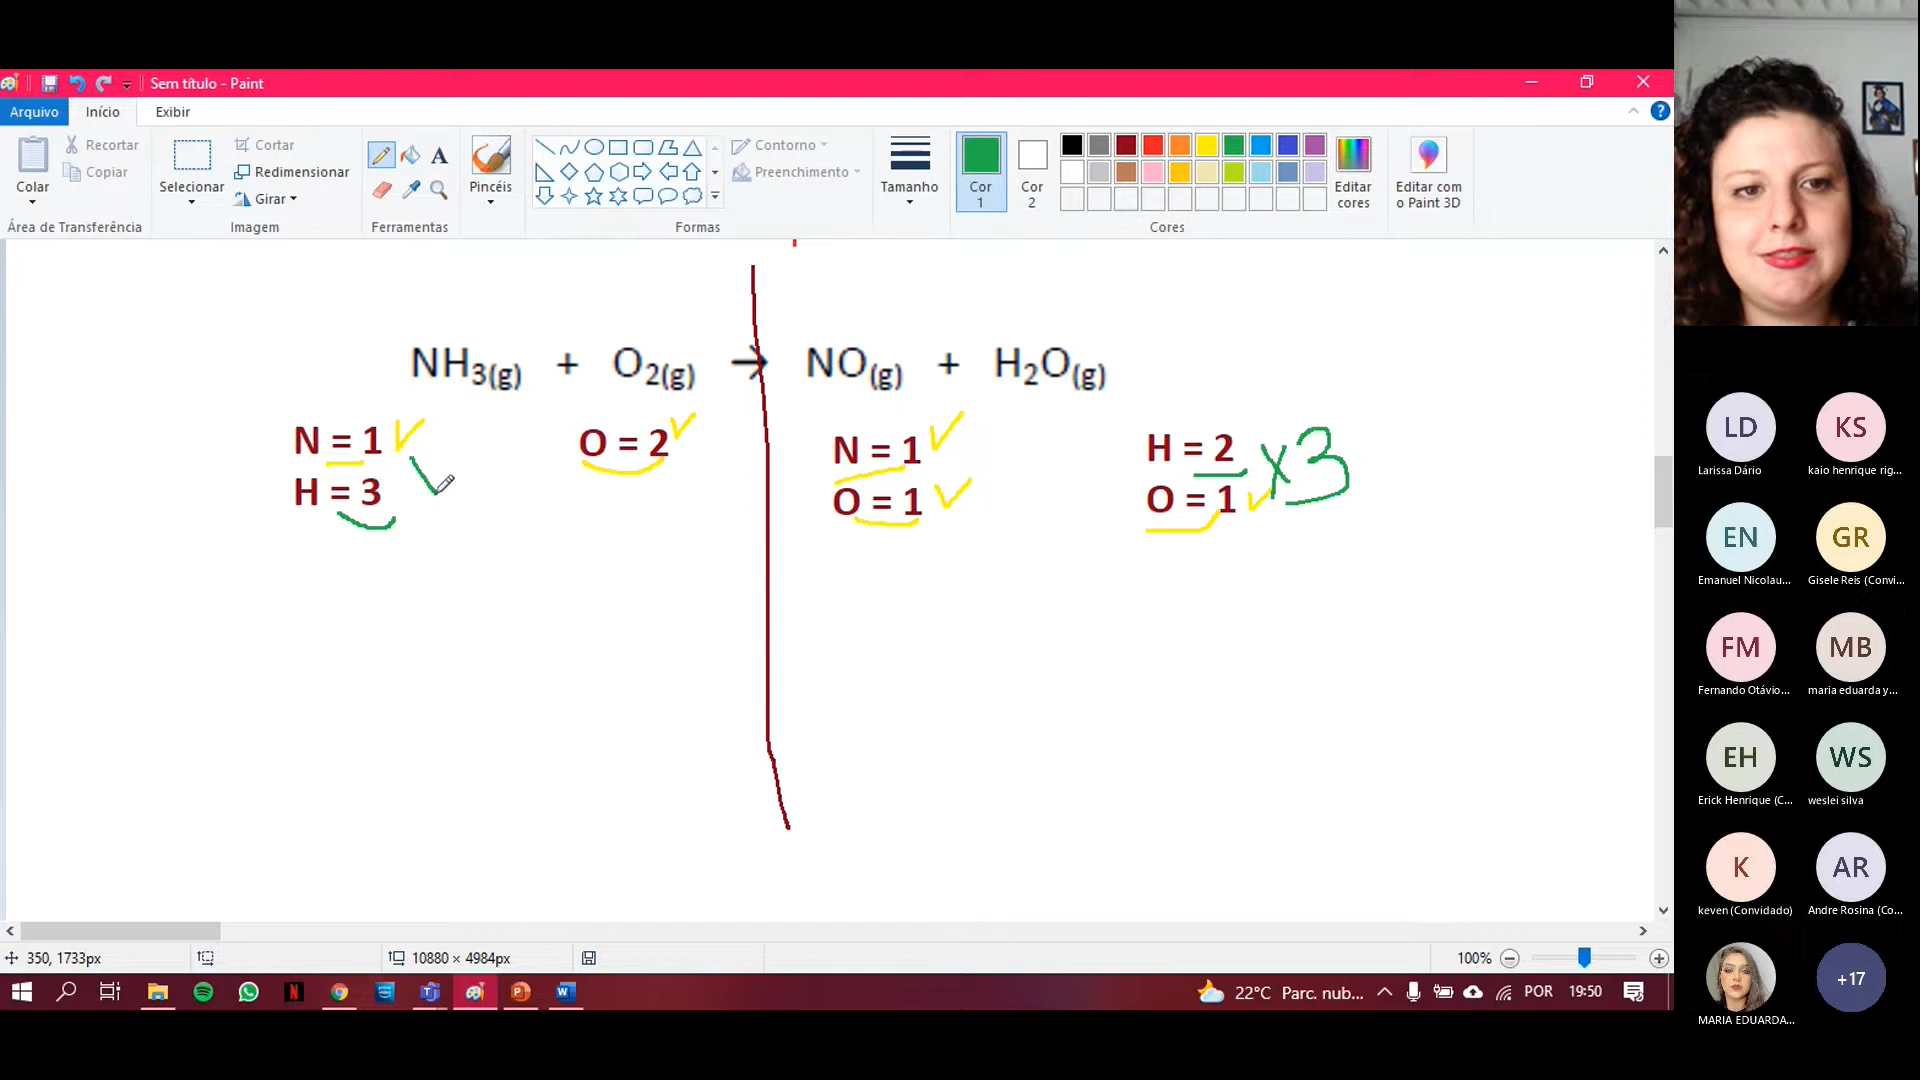 Sem título - Paint
Arquivo Início Exibir
Colar
Recortar
Copiar
Área de Transferência
Selecionar
Cortar
Redimensionar
Girar
Imagem
A
Ferramentas
Pincéis
Contorno
Preenchimento
Formas
Tamanho
Cor
1
Cor
2
Editar
cores
Editar com
o Paint 3D
Cores
NH3(g) + O2(g) → NO(g) + H2O(g)
N = 1
H = 3
O = 2
N = 1
O = 1
H = 2
O = 1
x3
350, 1733px
10880 × 4984px
100%
22°C Parc. nub...
POR
19:50
LD
Larissa Dário
KS
kaio henrique rig...
EN
Emanuel Nicolau...
GR
Gisele Reis (Convi...
FM
Fernando Otávio...
MB
maria eduarda y...
EH
Erick Henrique (C...
WS
weslei silva
K
keven (Convidado)
AR
Andre Rosina (Co...
MARIA EDUARDA...
+17